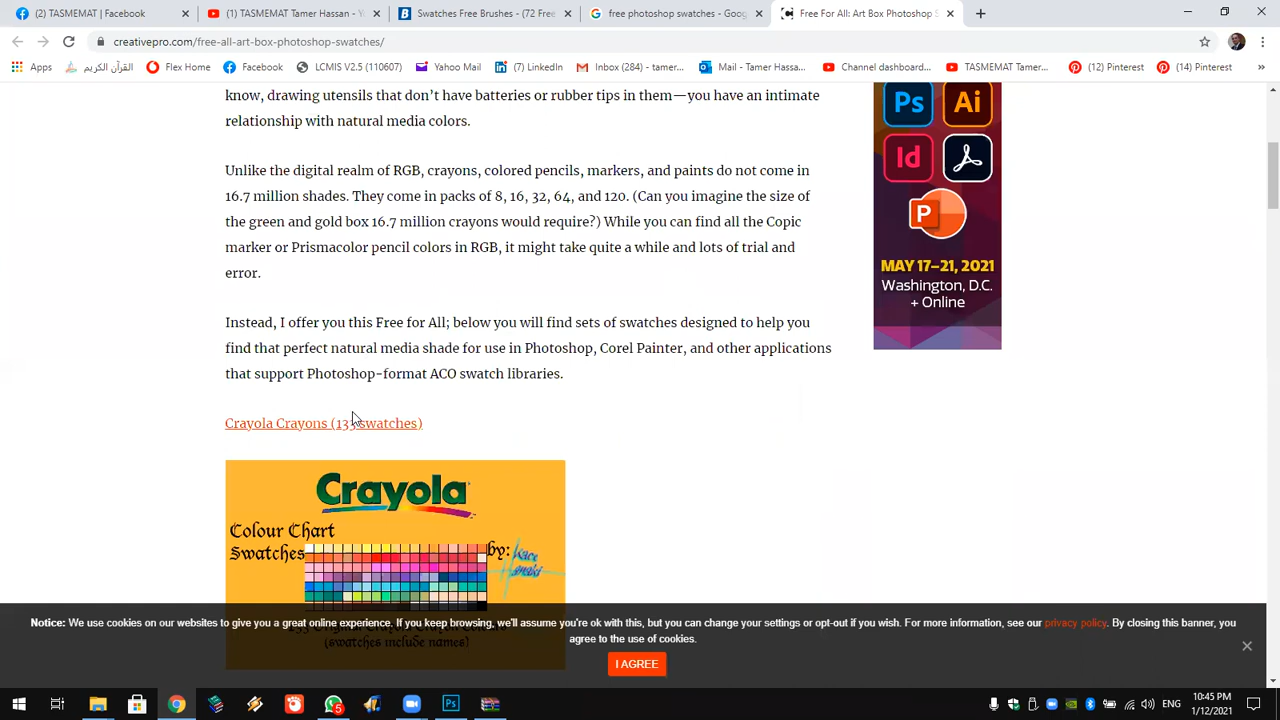 (2) TASMEMAT | Facebook
(1) TASMEMAT Tamer Hassan - Y
Swatches Free Brushes - (72 Free
free photoshop swatches - Goog
Free For All: Art Box Photoshop S
creativepro.com/free-all-art-box-photoshop-swatches/
Apps
القرآن الكريم
Flex Home
Facebook
LCMIS V2.5 (110607)
Yahoo Mail
(7) LinkedIn
Inbox (284) - tamer...
Mail - Tamer Hassa...
Channel dashboard...
TASMEMAT Tamer...
(12) Pinterest
(14) Pinterest
know, drawing utensils that don't have batteries or rubber tips in them—you have an intimate
relationship with natural media colors.
Unlike the digital realm of RGB, crayons, colored pencils, markers, and paints do not come in
16.7 million shades. They come in packs of 8, 16, 32, 64, and 120. (Can you imagine the size of
the green and gold box 16.7 million crayons would require?) While you can find all the Copic
marker or Prismacolor pencil colors in RGB, it might take quite a while and lots of trial and
error.
Instead, I offer you this Free for All; below you will find sets of swatches designed to help you
find that perfect natural media shade for use in Photoshop, Corel Painter, and other applications
that support Photoshop-format ACO swatch libraries.
Crayola Crayons (133 swatches)
Ps Ai
Id
P
MAY 17–21, 2021
Washington, D.C.
+ Online
Crayola
Colour Chart
Swatches by:
(swatches include names)
Notice: We use cookies on our websites to give you a great online experience. If you keep browsing, we'll assume you're ok with this, but you can change your settings or opt-out if you wish. For more information, see our privacy policy. By closing this banner, you
agree to the use of cookies.
I AGREE
5
Ps
ENG
10:45 PM
1/12/2021